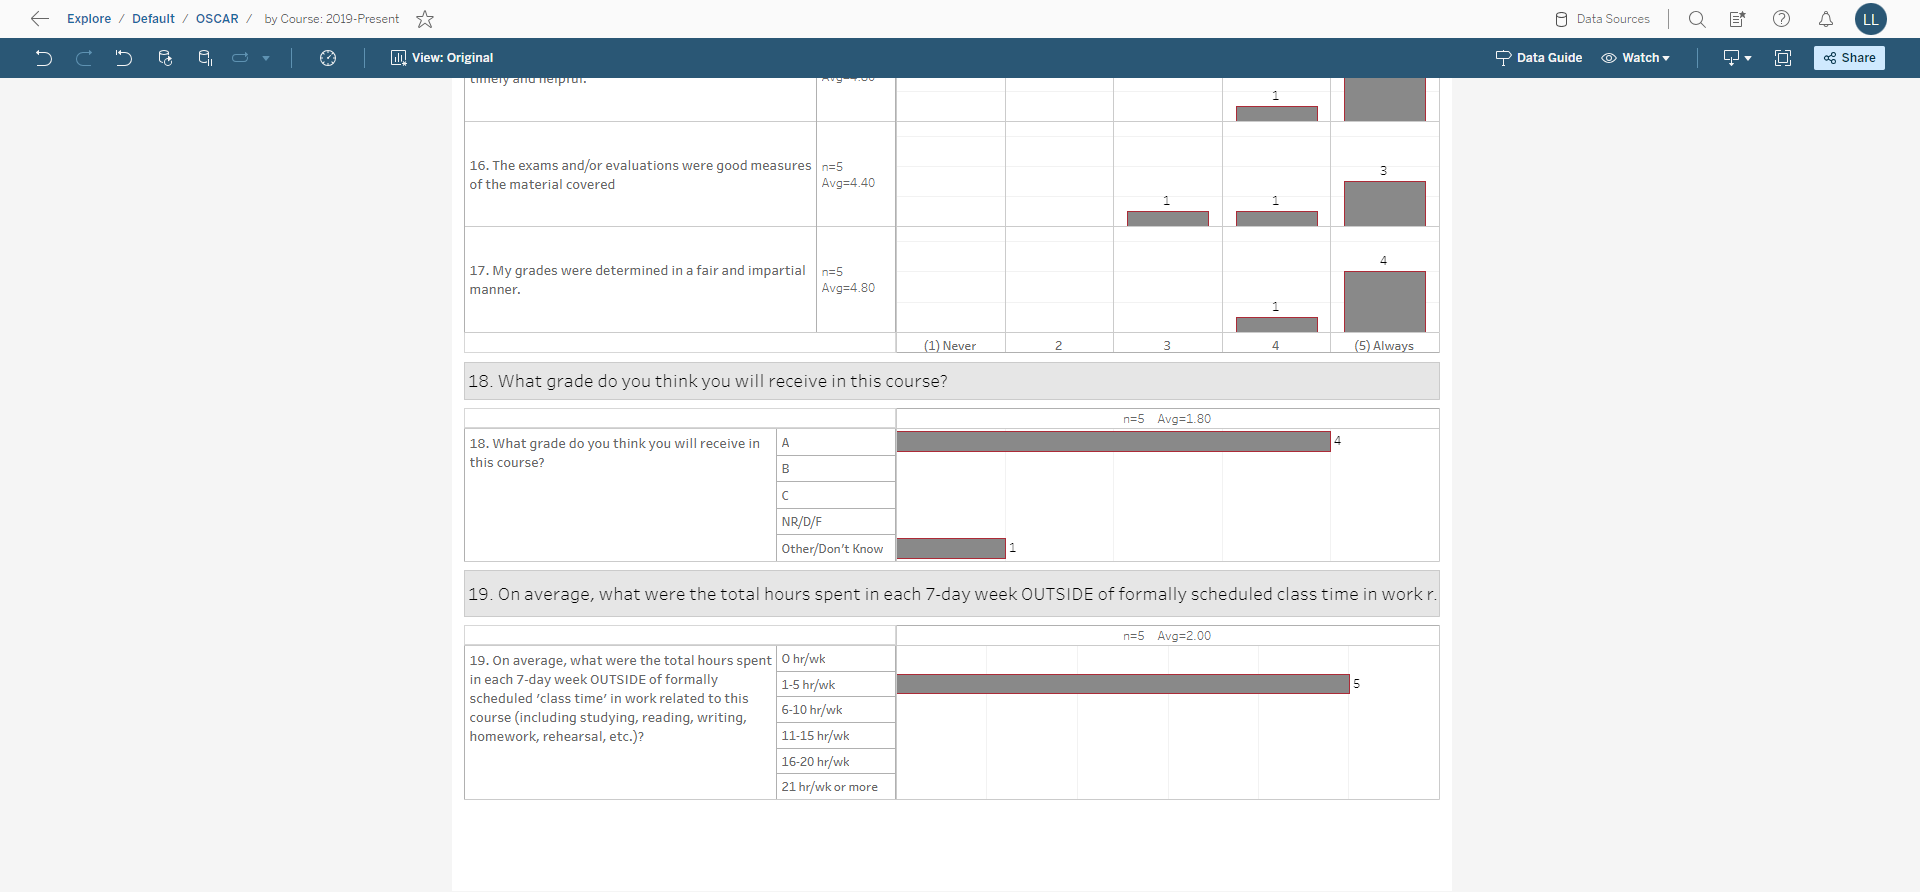 Explore / Default / OSCAR / by Course: 2019-Present
Data Sources
LL
View: Original
Data Guide
Watch
Share
timely and helpful.
Avg=4.80
1
16. The exams and/or evaluations were good measures
of the material covered
n=5
Avg=4.40
1
1
3
17. My grades were determined in a fair and impartial
manner.
n=5
Avg=4.80
1
4
(1) Never
2
3
4
(5) Always
18. What grade do you think you will receive in this course?
n=5 Avg=1.80
18. What grade do you think you will receive in
this course?
A
4
B
C
NR/D/F
Other/Don't Know
1
19. On average, what were the total hours spent in each 7-day week OUTSIDE of formally scheduled class time in work r.
n=5 Avg=2.00
19. On average, what were the total hours spent
in each 7-day week OUTSIDE of formally
scheduled ‘class time’ in work related to this
course (including studying, reading, writing,
homework, rehearsal, etc.)?
0 hr/wk
1-5 hr/wk
5
6-10 hr/wk
11-15 hr/wk
16-20 hr/wk
21 hr/wk or more